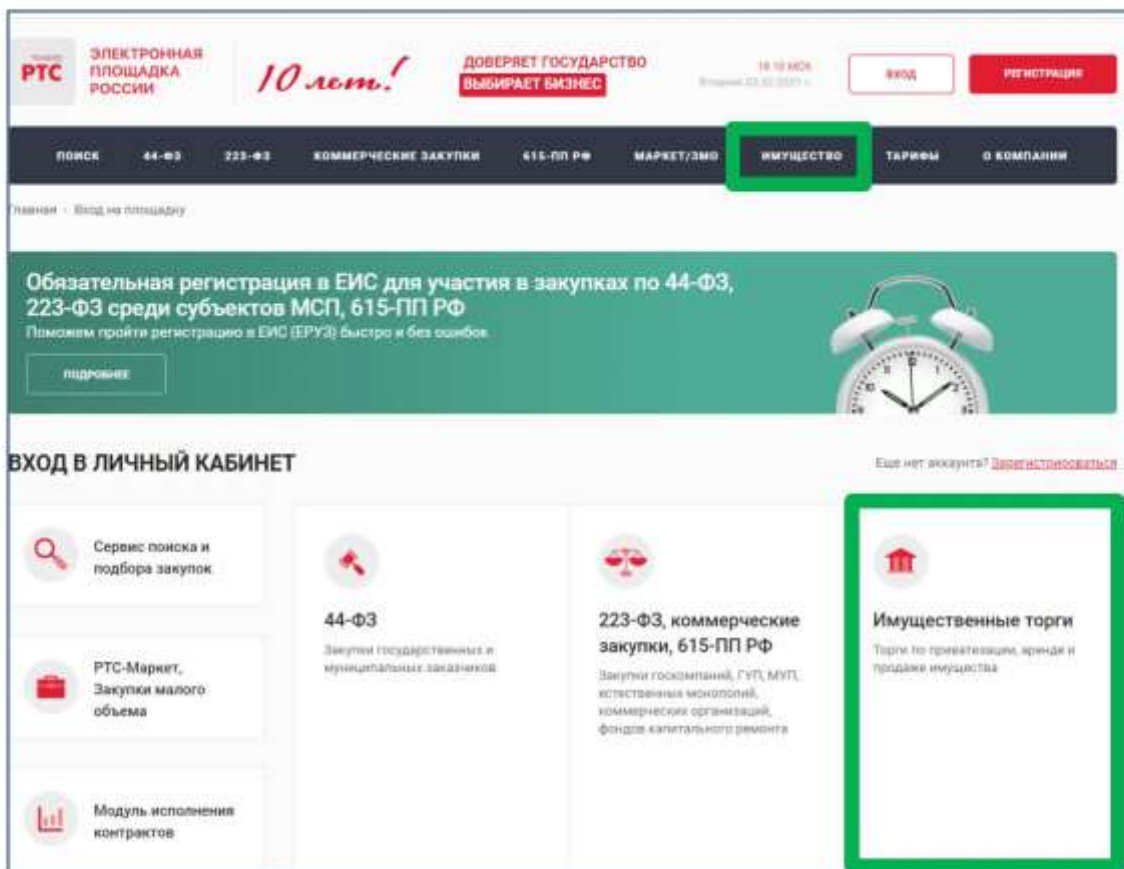 РТС
ЭЛЕКТРОННАЯ
ПЛОЩАДКА
РОССИИ
10 лет!
ДОВЕРЯЕТ ГОСУДАРСТВО
ВЫБИРАЕТ БИЗНЕС
ВХОД
РЕГИСТРАЦИЯ
ПОИСК 44-ФЗ 223-ФЗ КОММЕРЧЕСКИЕ ЗАКУПКИ 615-ПП РФ МАРКЕТ/ЗМО ИМУЩЕСТВО ТАРИФЫ О КОМПАНИИ
Главная - Вход на площадку
Обязательная регистрация в ЕИС для участия в закупках по 44-ФЗ,
223-ФЗ среди субъектов МСП, 615-ПП РФ
Поможем пройти регистрацию в ЕИС (ЕРУЗ) быстро и без ошибок
ПОДРОБНЕЕ
ВХОД В ЛИЧНЫЙ КАБИНЕТ
Еще нет аккаунта? Зарегистрироваться
Сервис поиска и
подбора закупок
РТС-Маркет,
Закупки малого
объема
Модуль исполнения
контрактов
44-ФЗ
Закупки государственных и
муниципальных заказчиков
223-ФЗ, коммерческие
закупки, 615-ПП РФ
Закупки госкомпаний, ГУП, МУП,
естественных монополий,
коммерческих организаций,
фондов капитального ремонта
Имущественные торги
Торги по приватизации, аренде и
продаже имущества